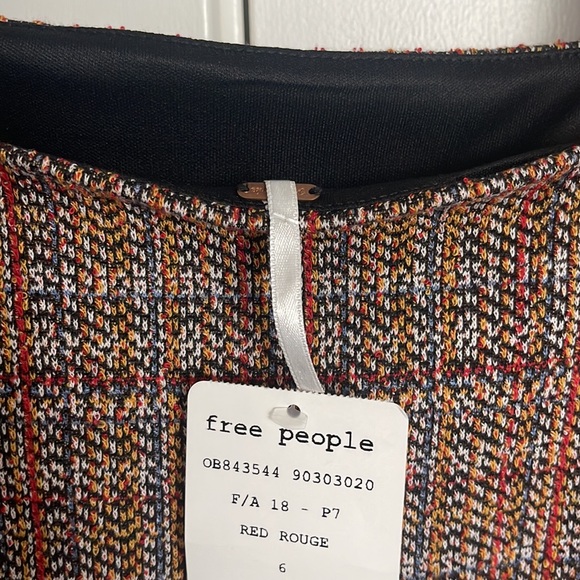 free people
OB843544 90303020
F/A 18 - P7
RED ROUGE
6